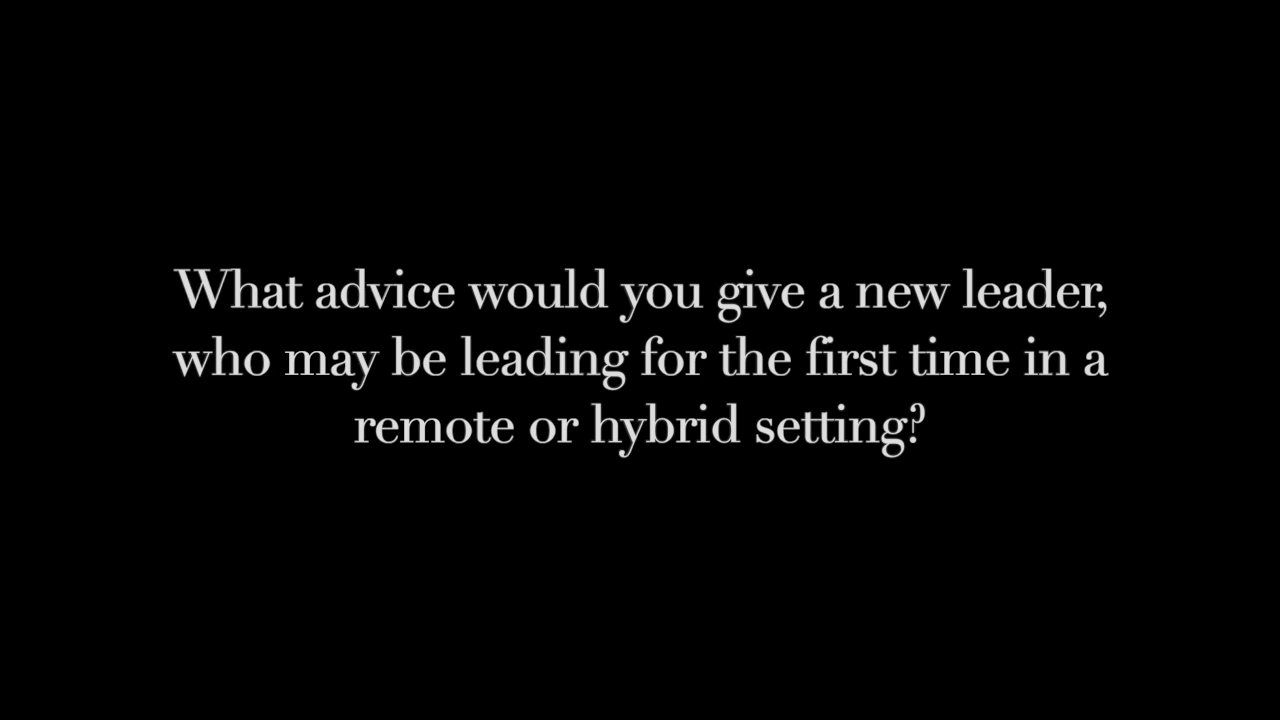 What advice would you give a new leader,
who may be leading for the first time in a
remote or hybrid setting?